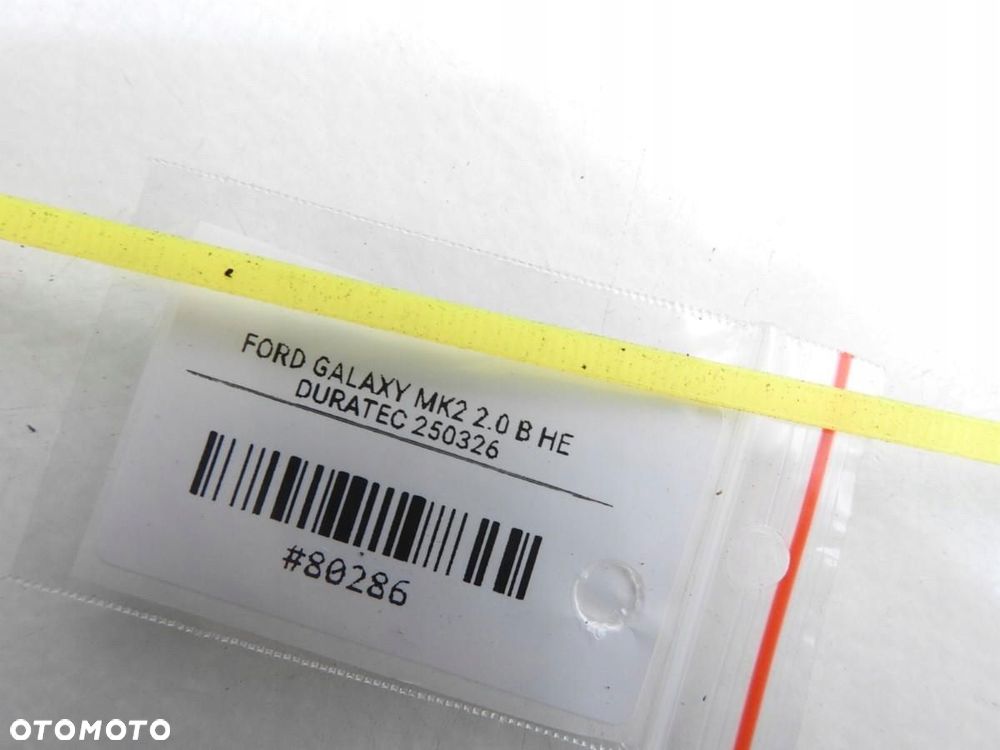 FORD GALAXY MK2 2.0 B HE
DURATEC 250326
#80286
OTOMOTO